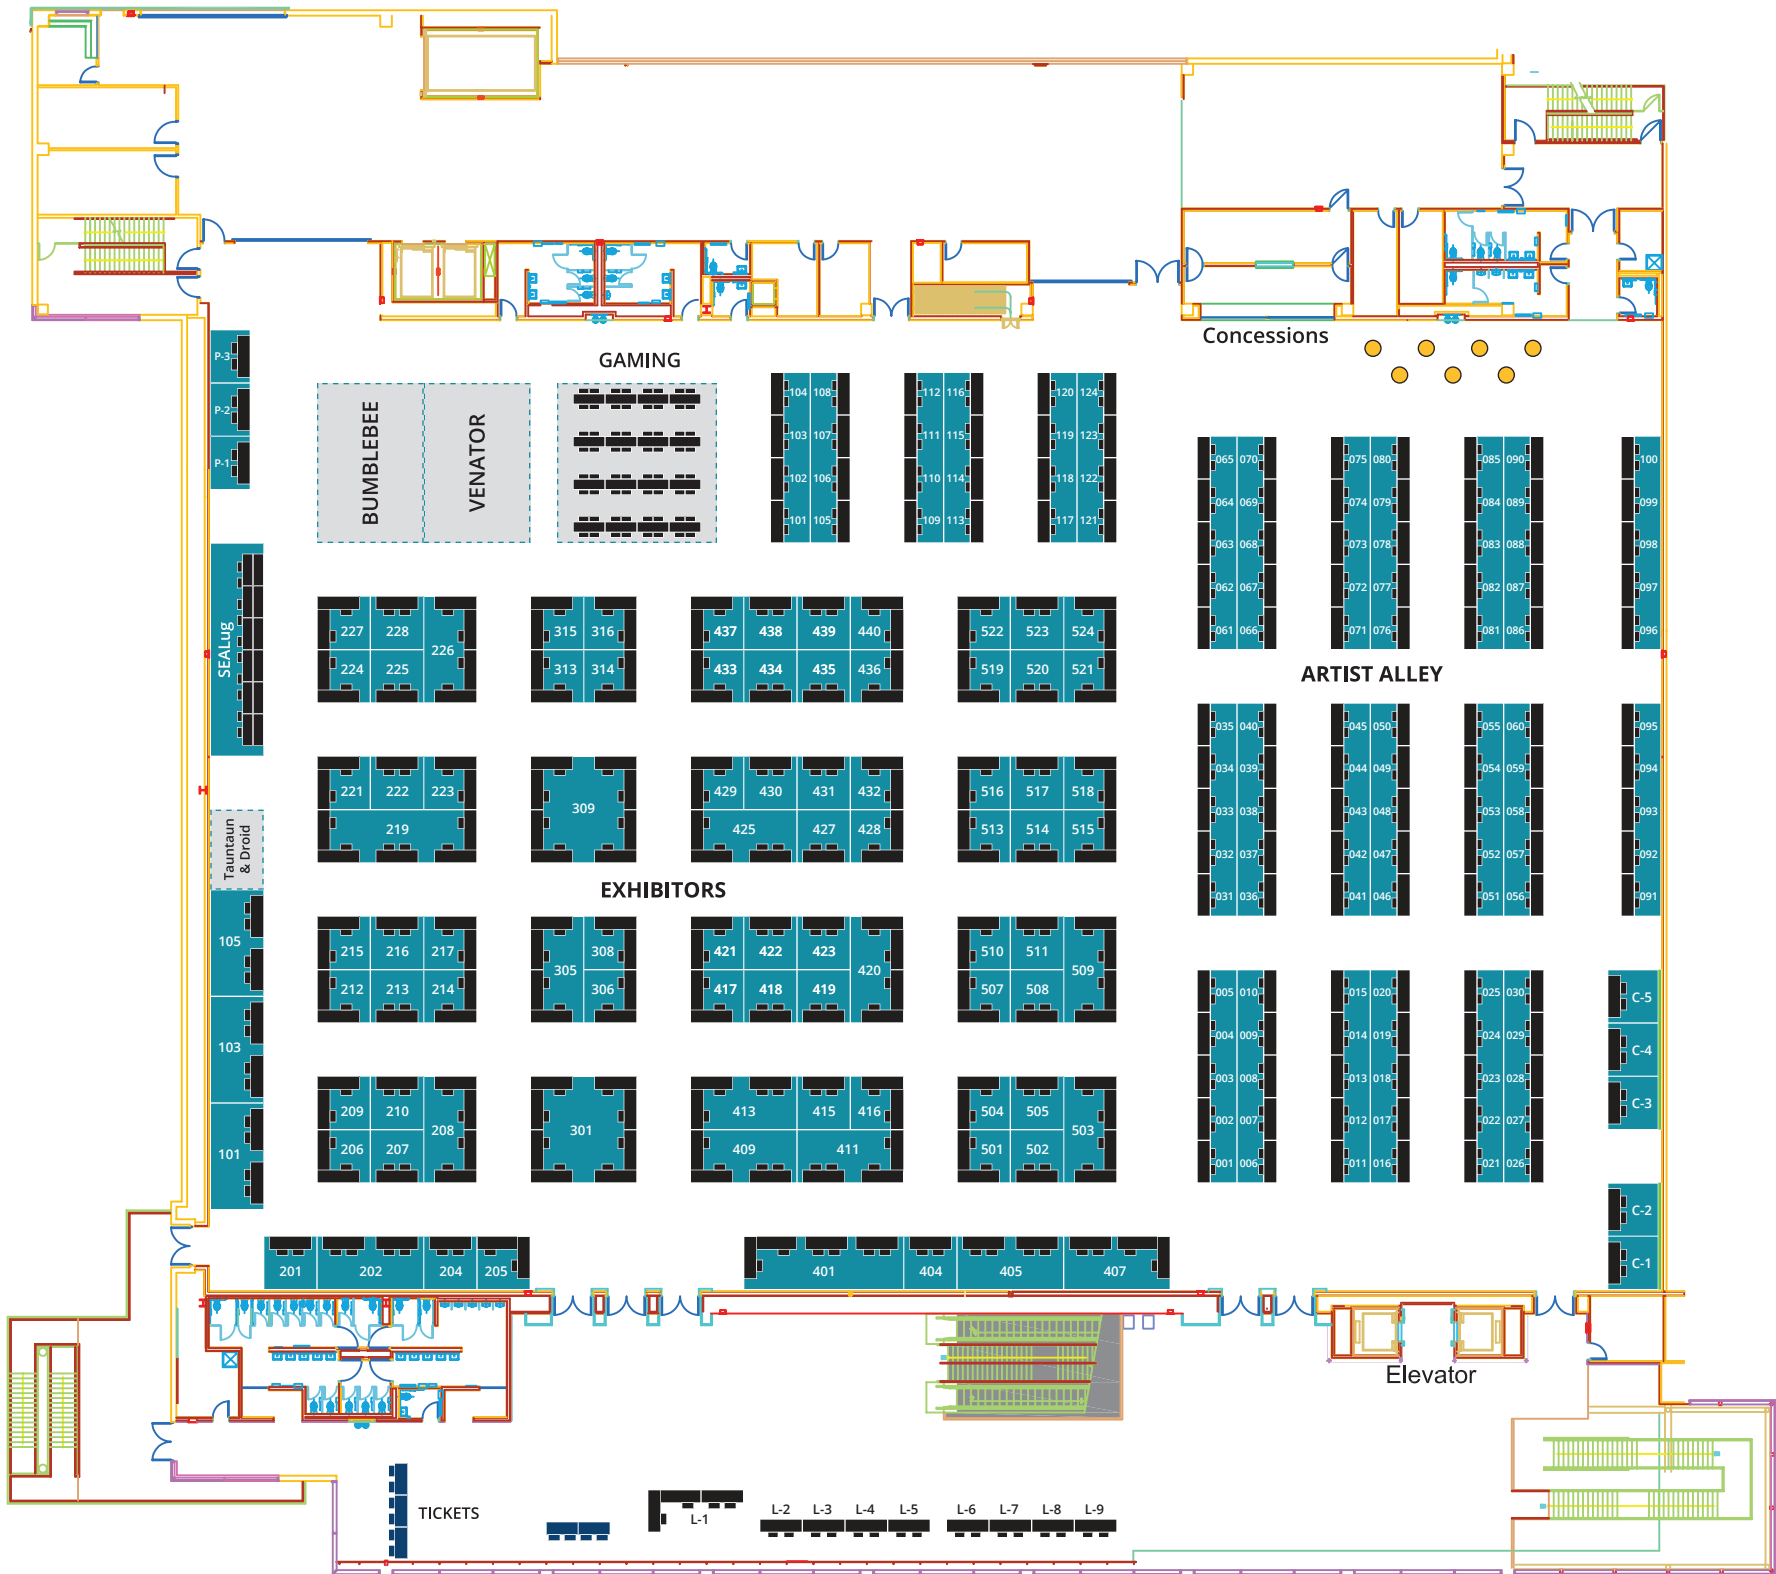 Concessions
GAMING
P-3
P-2
P-1
BUMBLEBEE
VENATOR
104 108
103 107
102 106
101 105
112 116
111 115
110 114
109 113
120 124
119 123
118 122
117 121
065 070
064 069
063 068
062 067
061 066
075 080
074 079
073 078
072 077
071 076
085 090
084 089
083 088
082 087
081 086
100
099
098
097
096
SEALug
227 228
226
224 225
315 316
313 314
437 438 439 440
433 434 435 436
522 523 524
519 520 521
ARTIST ALLEY
035 040
034 039
033 038
032 037
031 036
045 050
044 049
043 048
042 047
041 046
055 060
054 059
053 058
052 057
051 056
095
094
093
092
091
Tauntaun
& Droid
221 222 223
219
309
429 430 431 432
425 427 428
516 517 518
513 514 515
EXHIBITORS
105
103
101
215 216 217
212 213 214
305
308
306
421 422 423
420
417 418 419
510 511
509
507 508
005 010
004 009
003 008
002 007
001 006
015 020
014 019
013 018
012 017
011 016
025 030
024 029
023 028
022 027
021 026
C-5
C-4
C-3
C-2
C-1
209 210
208
206 207
301
413 415 416
409 411
504 505
503
501 502
201 202 204 205
401 404 405 407
Elevator
TICKETS
L-1
L-2 L-3 L-4 L-5 L-6 L-7 L-8 L-9